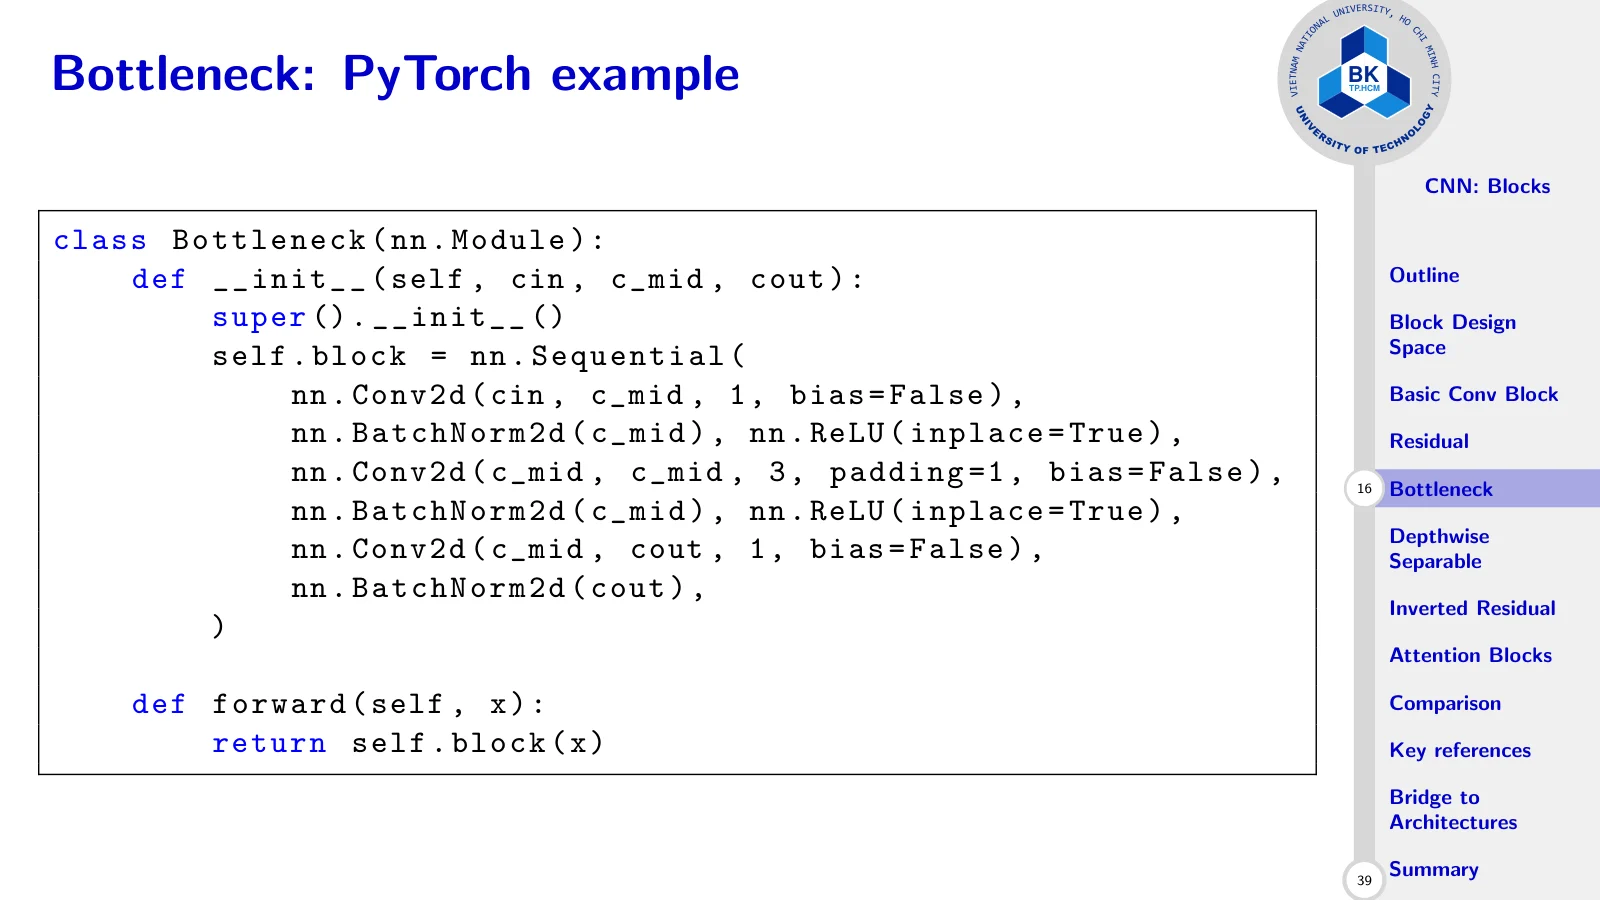 Bottleneck: PyTorch example
class Bottleneck(nn.Module):
    def __init__(self, cin, c_mid, cout):
        super().__init__()
        self.block = nn.Sequential(
            nn.Conv2d(cin, c_mid, 1, bias=False),
            nn.BatchNorm2d(c_mid), nn.ReLU(inplace=True),
            nn.Conv2d(c_mid, c_mid, 3, padding=1, bias=False),
            nn.BatchNorm2d(c_mid), nn.ReLU(inplace=True),
            nn.Conv2d(c_mid, cout, 1, bias=False),
            nn.BatchNorm2d(cout),
        )
    def forward(self, x):
        return self.block(x)
VIETNAM NATIONAL UNIVERSITY, HO CHI MINH CITY
BK
TP.HCM
UNIVERSITY OF TECHNOLOGY
CNN: Blocks
Outline
Block Design
Space
Basic Conv Block
Residual
16
Bottleneck
Depthwise
Separable
Inverted Residual
Attention Blocks
Comparison
Key references
Bridge to
Architectures
Summary
39